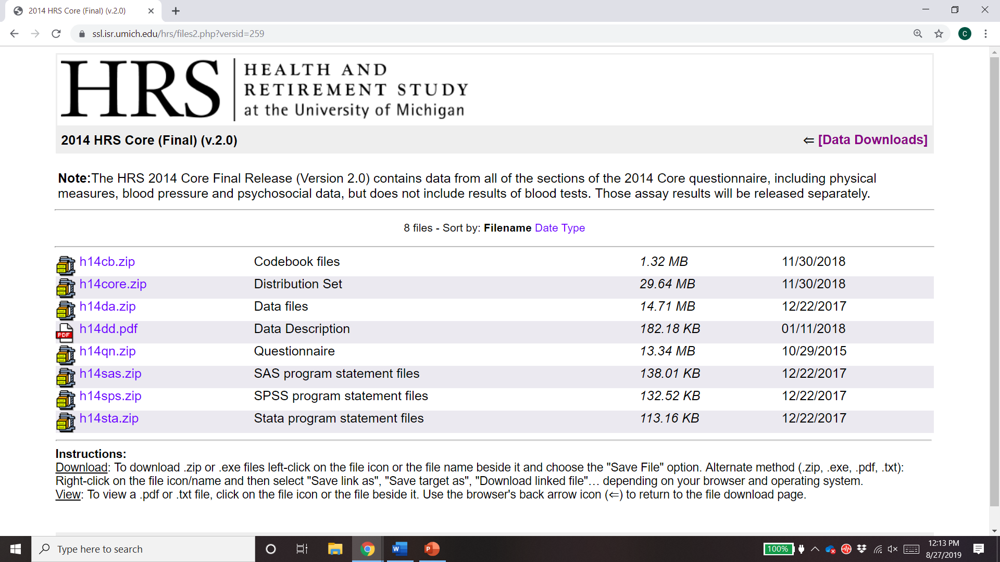 2014 HRS Core (Final) (v.2.0)
ssl.isr.umich.edu/hrs/files2.php?versid=259
C
HRS
HEALTH AND
RETIREMENT STUDY
at the University of Michigan
2014 HRS Core (Final) (v.2.0) ⇐ [Data Downloads]
Note:The HRS 2014 Core Final Release (Version 2.0) contains data from all of the sections of the 2014 Core questionnaire, including physical
measures, blood pressure and psychosocial data, but does not include results of blood tests. Those assay results will be released separately.
8 files - Sort by: Filename Date Type
h14cb.zip Codebook files 1.32 MB 11/30/2018
h14core.zip Distribution Set 29.64 MB 11/30/2018
h14da.zip Data files 14.71 MB 12/22/2017
PDF h14dd.pdf Data Description 182.18 KB 01/11/2018
h14qn.zip Questionnaire 13.34 MB 10/29/2015
h14sas.zip SAS program statement files 138.01 KB 12/22/2017
h14sps.zip SPSS program statement files 132.52 KB 12/22/2017
h14sta.zip Stata program statement files 113.16 KB 12/22/2017
Instructions:
Download: To download .zip or .exe files left-click on the file icon or the file name beside it and choose the "Save File" option. Alternate method (.zip, .exe, .pdf, .txt):
Right-click on the file icon/name and then select "Save link as", "Save target as", "Download linked file"… depending on your browser and operating system.
View: To view a .pdf or .txt file, click on the file icon or the file beside it. Use the browser's back arrow icon (⇐) to return to the file download page.
Type here to search
W
P
100%
12:13 PM
8/27/2019